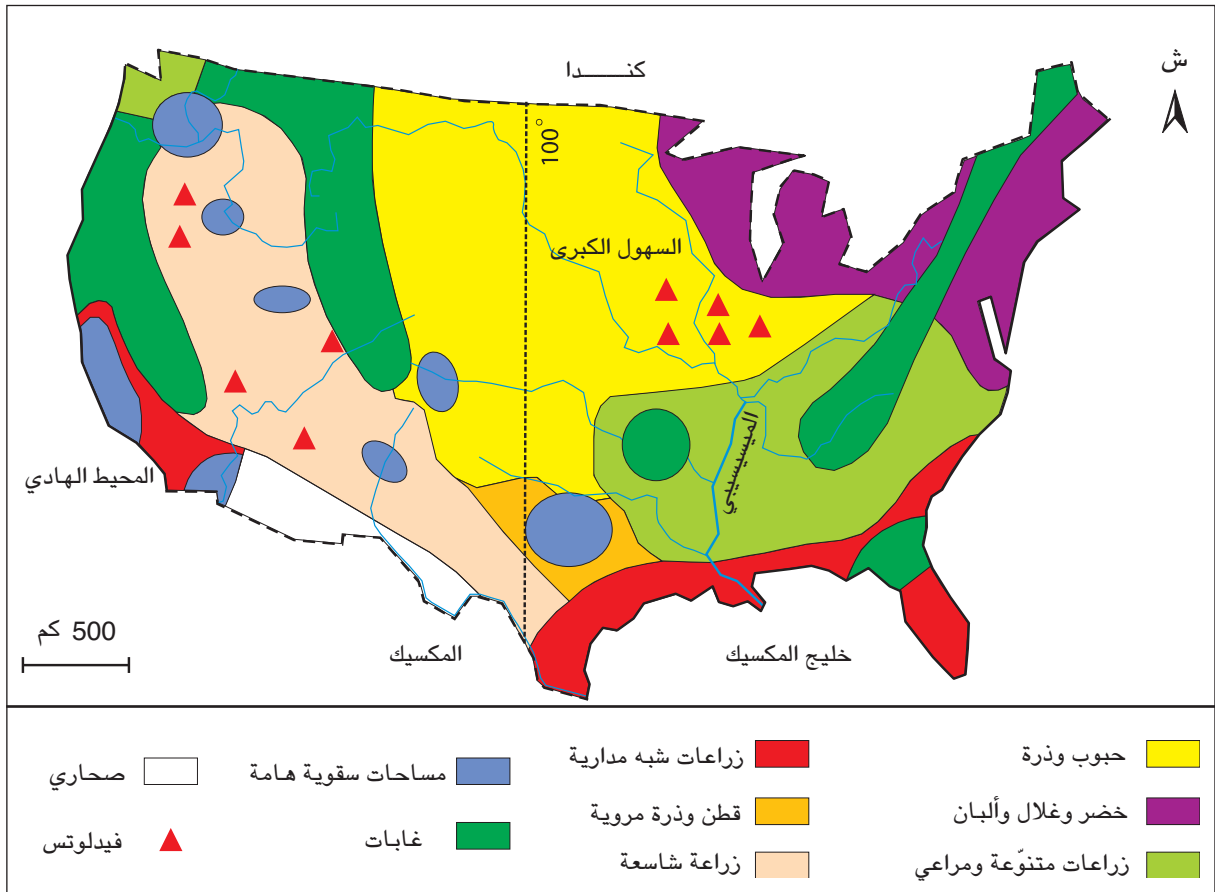 كنــــدا
ش
100°
السهول الكبرى
الميسيسيبي
المحيط الهادي
500 كم
المكسيك
خليج المكسيك
حبوب وذرة
زراعات شبه مدارية
مساحات سقوية هامة
صحاري
خضر وغلال وألبان
قطن وذرة مروية
غابات
فيدلوتس
زراعات متنوّعة ومراعي
زراعة شاسعة